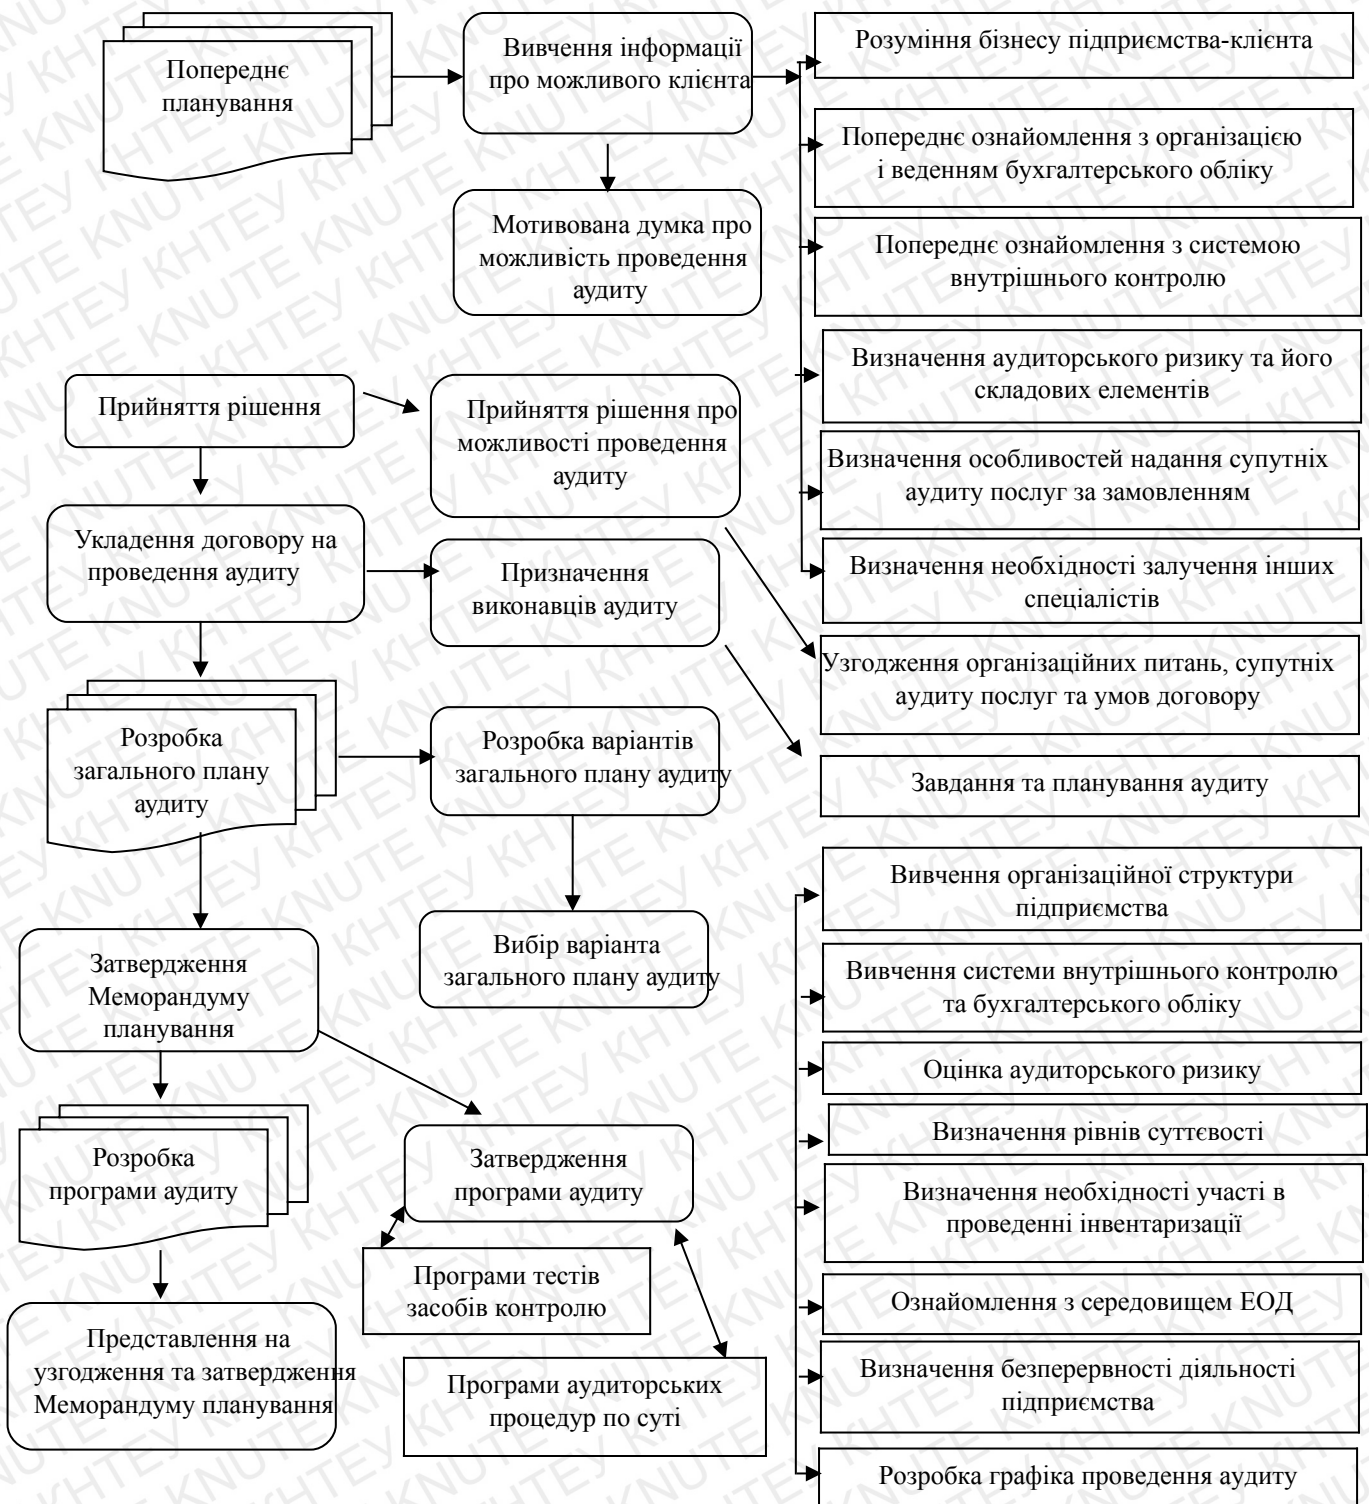 Попереднє
планування
Вивчення інформації
про можливого клієнта
Мотивована думка про
можливість проведення
аудиту
Розуміння бізнесу підприємства-клієнта
Попереднє ознайомлення з організацією
і веденням бухгалтерського обліку
Попереднє ознайомлення з системою
внутрішнього контролю
Визначення аудиторського ризику та його
складових елементів
Визначення особливостей надання супутніх
аудиту послуг за замовленням
Визначення необхідності залучення інших
спеціалістів
Прийняття рішення
Прийняття рішення про
можливості проведення
аудиту
Узгодження організаційних питань, супутніх
аудиту послуг та умов договору
Укладення договору на
проведення аудиту
Призначення
виконавців аудиту
Завдання та планування аудиту
Розробка
загального плану
аудиту
Розробка варіантів
загального плану аудиту
Вибір варіанта
загального плану аудиту
Вивчення організаційної структури
підприємства
Вивчення системи внутрішнього контролю
та бухгалтерського обліку
Оцінка аудиторського ризику
Визначення рівнів суттєвості
Визначення необхідності участі в
проведенні інвентаризації
Ознайомлення з середовищем ЕОД
Визначення безперервності діяльності
підприємства
Розробка графіка проведення аудиту
Затвердження
Меморандуму
планування
Розробка
програми аудиту
Затвердження
програми аудиту
Програми тестів
засобів контролю
Програми аудиторських
процедур по суті
Представлення на
узгодження та затвердження
Меморандуму планування